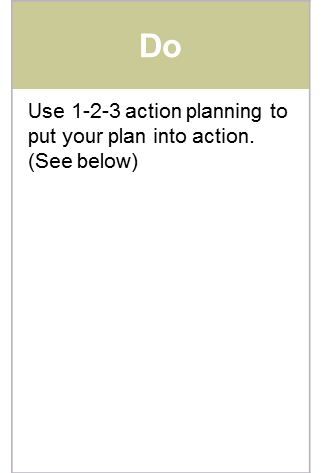 Do
Use 1-2-3 action planning to
put your plan into action.
(See below)